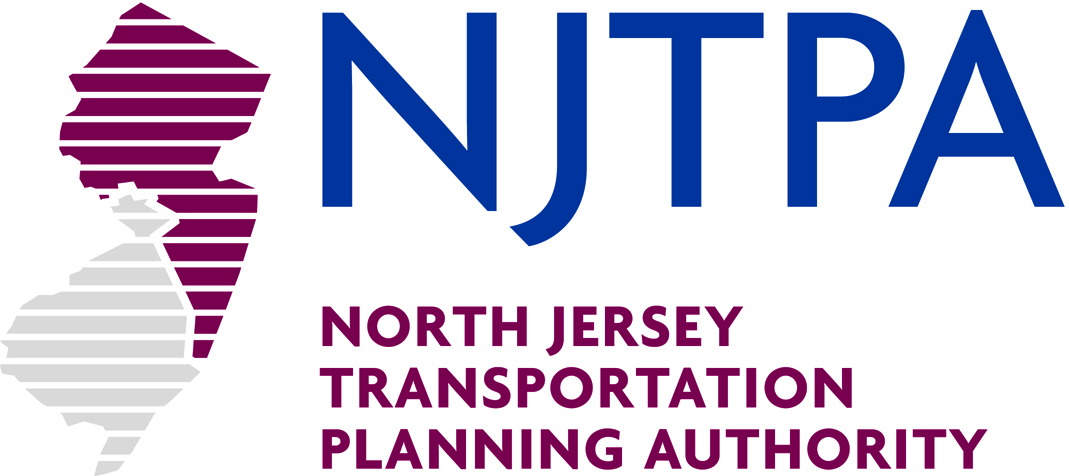 NJTPA
NORTH JERSEY
TRANSPORTATION
PLANNING AUTHORITY